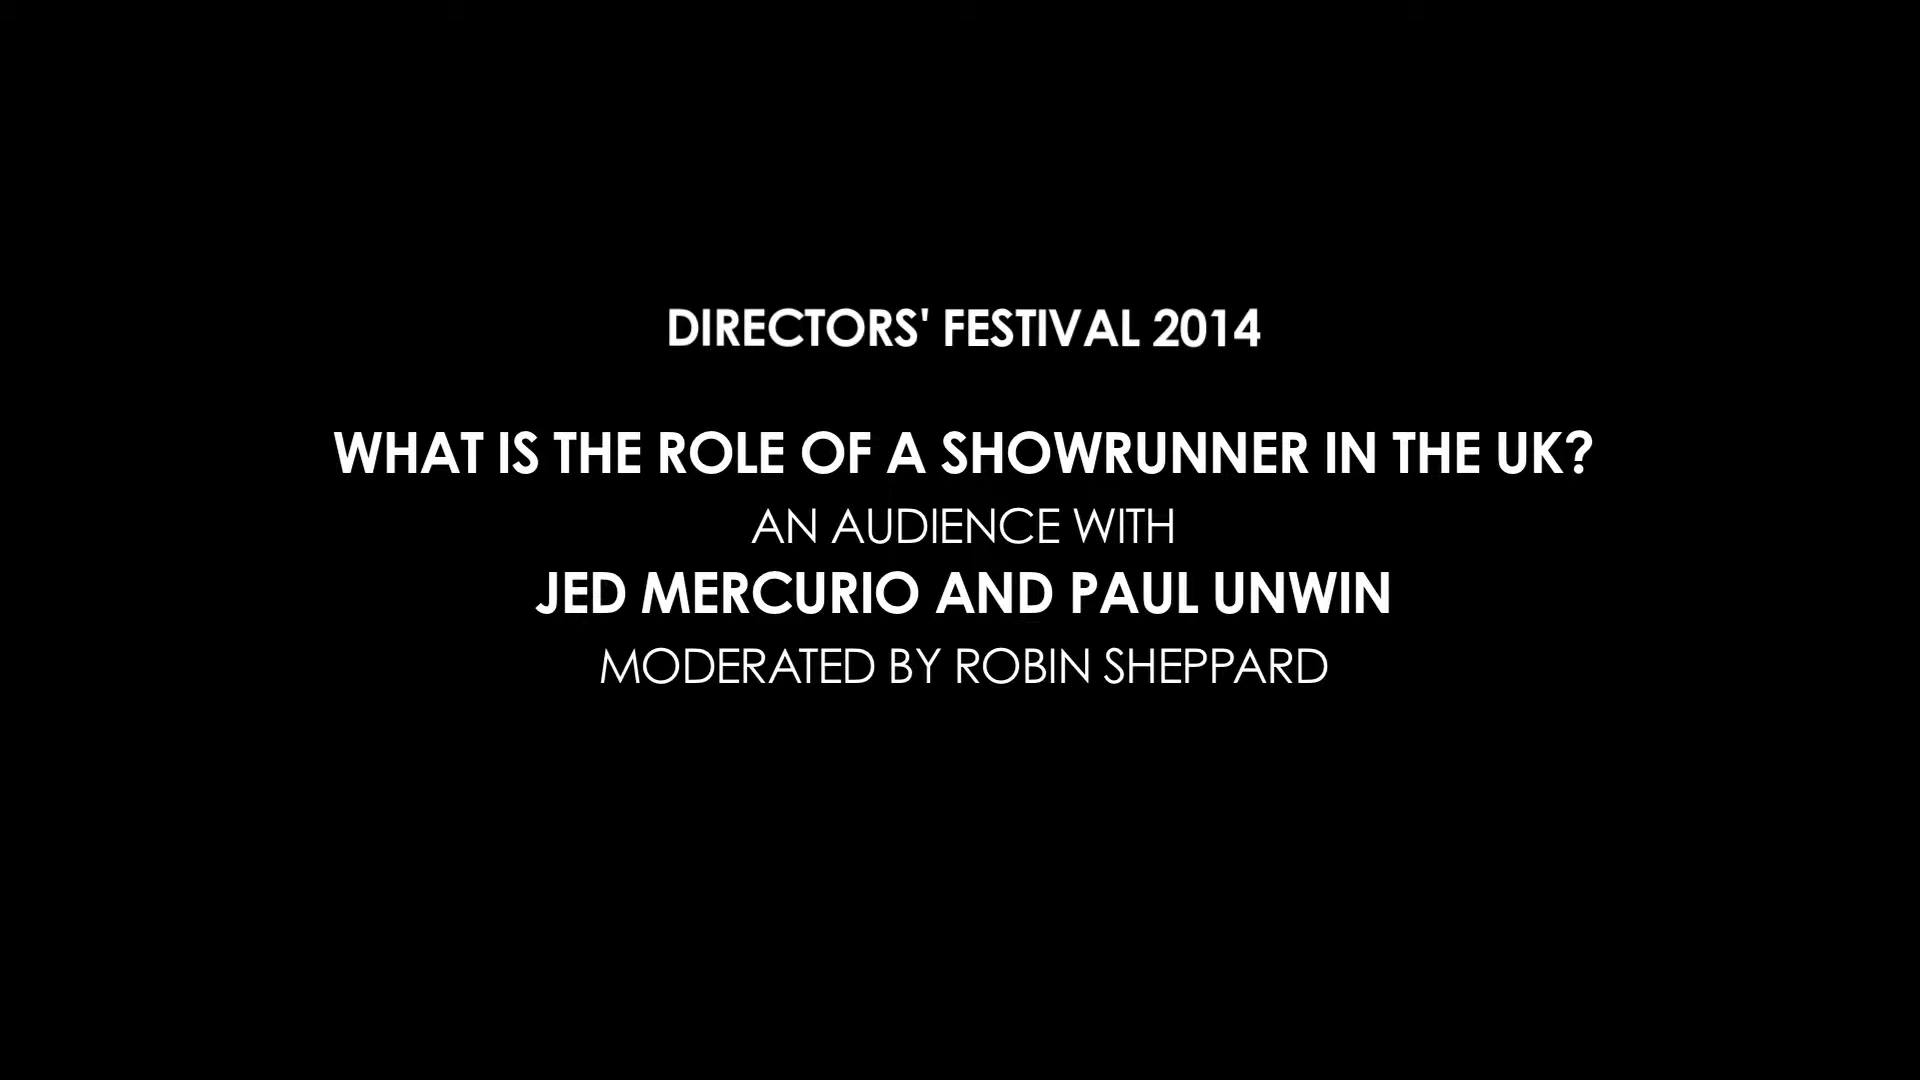 DIRECTORS' FESTIVAL 2014
WHAT IS THE ROLE OF A SHOWRUNNER IN THE UK?
AN AUDIENCE WITH
JED MERCURIO AND PAUL UNWIN
MODERATED BY ROBIN SHEPPARD